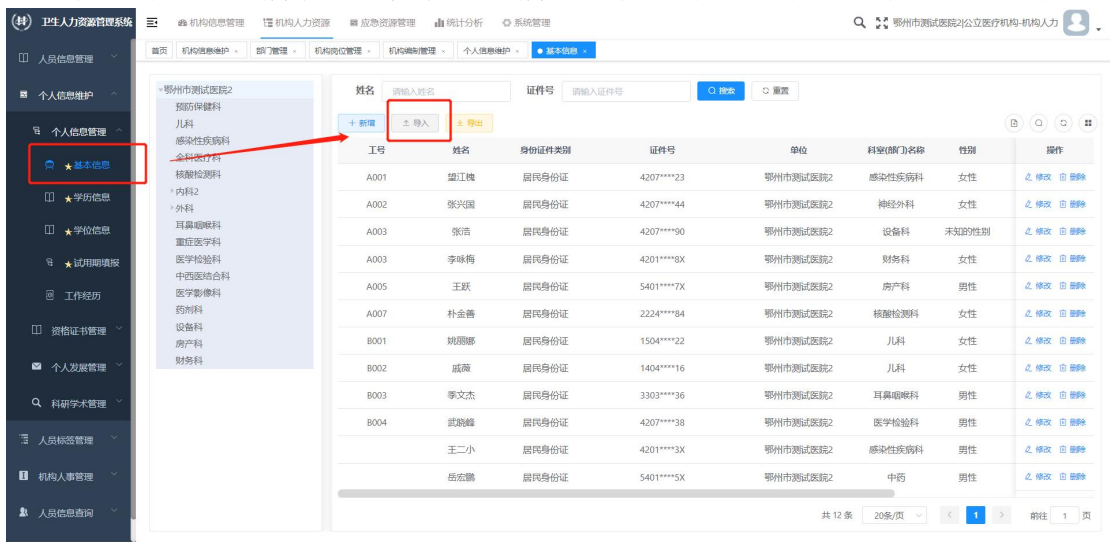 卫生人力资源管理系统
机构信息管理 机构人力资源 应急资源管理 统计分析 系统管理
鄂州市测试医院2|公立医疗机构-机构人力
首页 机构信息维护 × 部门管理 × 机构岗位管理 × 机构编制管理 × 个人信息维护 × 基本信息 ×
人员信息管理
个人信息维护
个人信息管理
★基本信息
★学历信息
★学位信息
★试用期填报
工作经历
资格证书管理
个人发展管理
科研学术管理
人员标签管理
机构人事管理
人员信息查询
鄂州市测试医院2
预防保健科
儿科
感染性疾病科
全科医疗科
核酸检测科
内科2
外科
耳鼻咽喉科
重症医学科
医学检验科
中西医结合科
医学影像科
药剂科
设备科
房产科
财务科
姓名 请输入姓名 证件号 请输入证件号 搜索 重置
+ 新增 导入 导出
工号 姓名 身份证件类别 证件号 单位 科室(部门)名称 性别 操作
A001 望江槐 居民身份证 4207****23 鄂州市测试医院2 感染性疾病科 女性 修改 删除
A002 张兴国 居民身份证 4207****44 鄂州市测试医院2 神经外科 女性 修改 删除
A003 张浩 居民身份证 4207****90 鄂州市测试医院2 设备科 未知的性别 修改 删除
A003 李咏梅 居民身份证 4201****8X 鄂州市测试医院2 财务科 女性 修改 删除
A005 王跃 居民身份证 5401****7X 鄂州市测试医院2 房产科 男性 修改 删除
A007 朴金善 居民身份证 2224****84 鄂州市测试医院2 核酸检测科 女性 修改 删除
B001 姚丽娜 居民身份证 1504****22 鄂州市测试医院2 儿科 女性 修改 删除
B002 戚薇 居民身份证 1404****16 鄂州市测试医院2 儿科 女性 修改 删除
B003 季文杰 居民身份证 3303****36 鄂州市测试医院2 耳鼻咽喉科 男性 修改 删除
B004 武晓峰 居民身份证 4207****38 鄂州市测试医院2 医学检验科 男性 修改 删除
王二小 居民身份证 4201****3X 鄂州市测试医院2 感染性疾病科 男性 修改 删除
岳宏鹏 居民身份证 5401****5X 鄂州市测试医院2 中药 男性 修改 删除
共 12 条 20条/页 < 1 > 前往 1 页